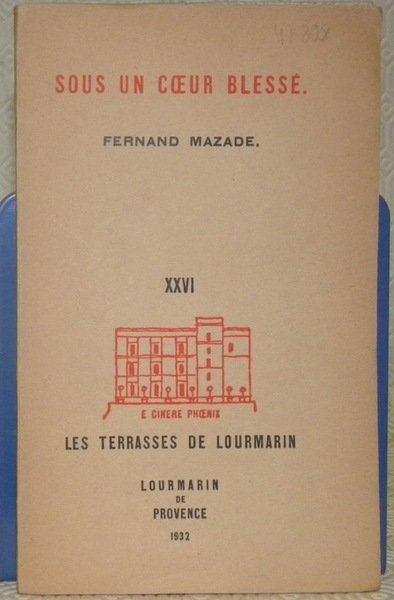 SOUS UN CŒUR BLESSÉ.
FERNAND MAZADE.
XXVI
E CINERE PHŒNIX
LES TERRASSES DE LOURMARIN
LOURMARIN
DE
PROVENCE
1932